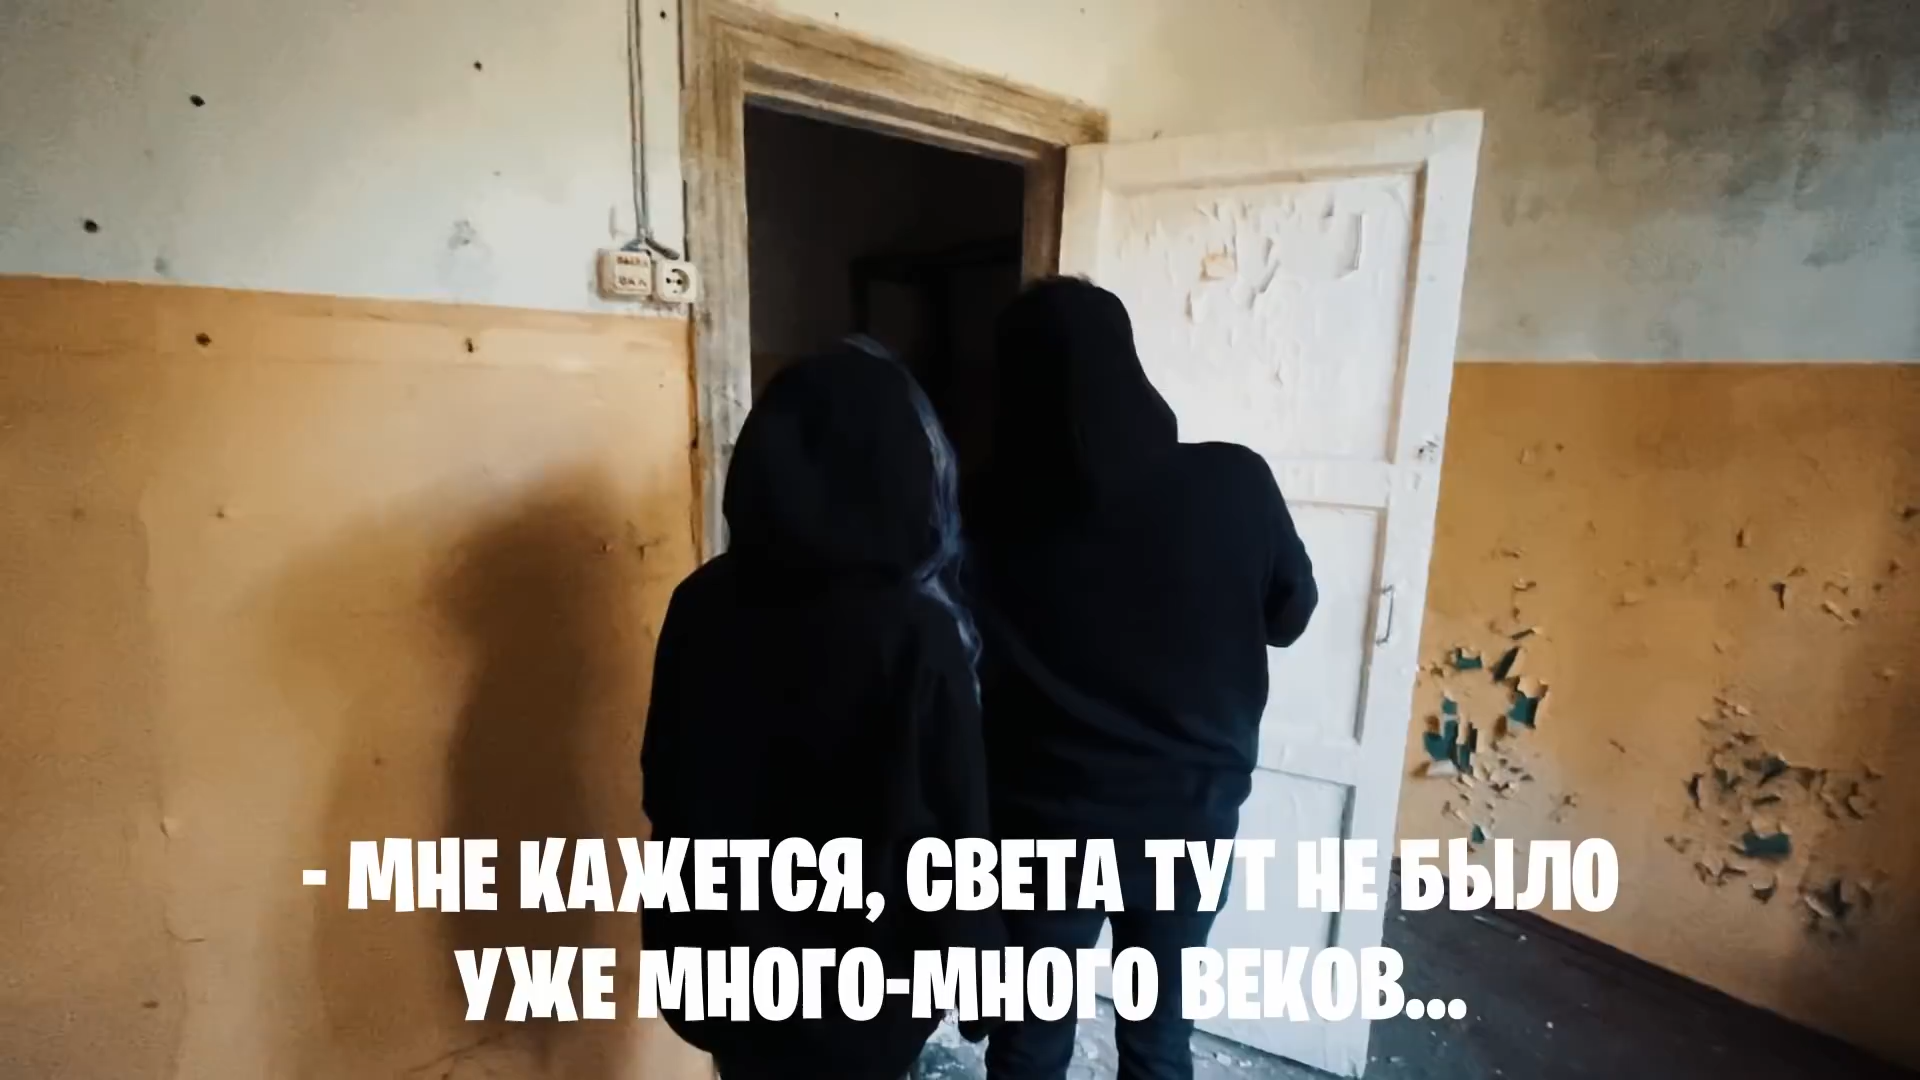 - МНЕ КАЖЕТСЯ, СВЕТА ТУТ НЕ БЫЛО
УЖЕ МНОГО-МНОГО ВЕКОВ...